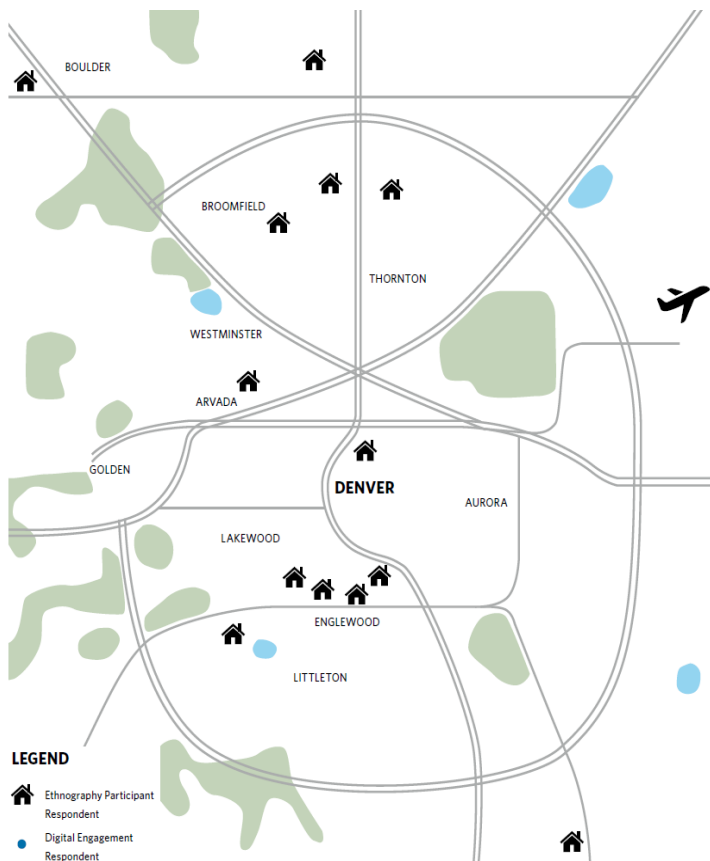 BOULDER
BROOMFIELD
THORNTON
WESTMINSTER
ARVADA
GOLDEN
DENVER
AURORA
LAKEWOOD
ENGLEWOOD
LITTLETON
LEGEND
Ethnography Participant
Respondent
Digital Engagement
Respondent